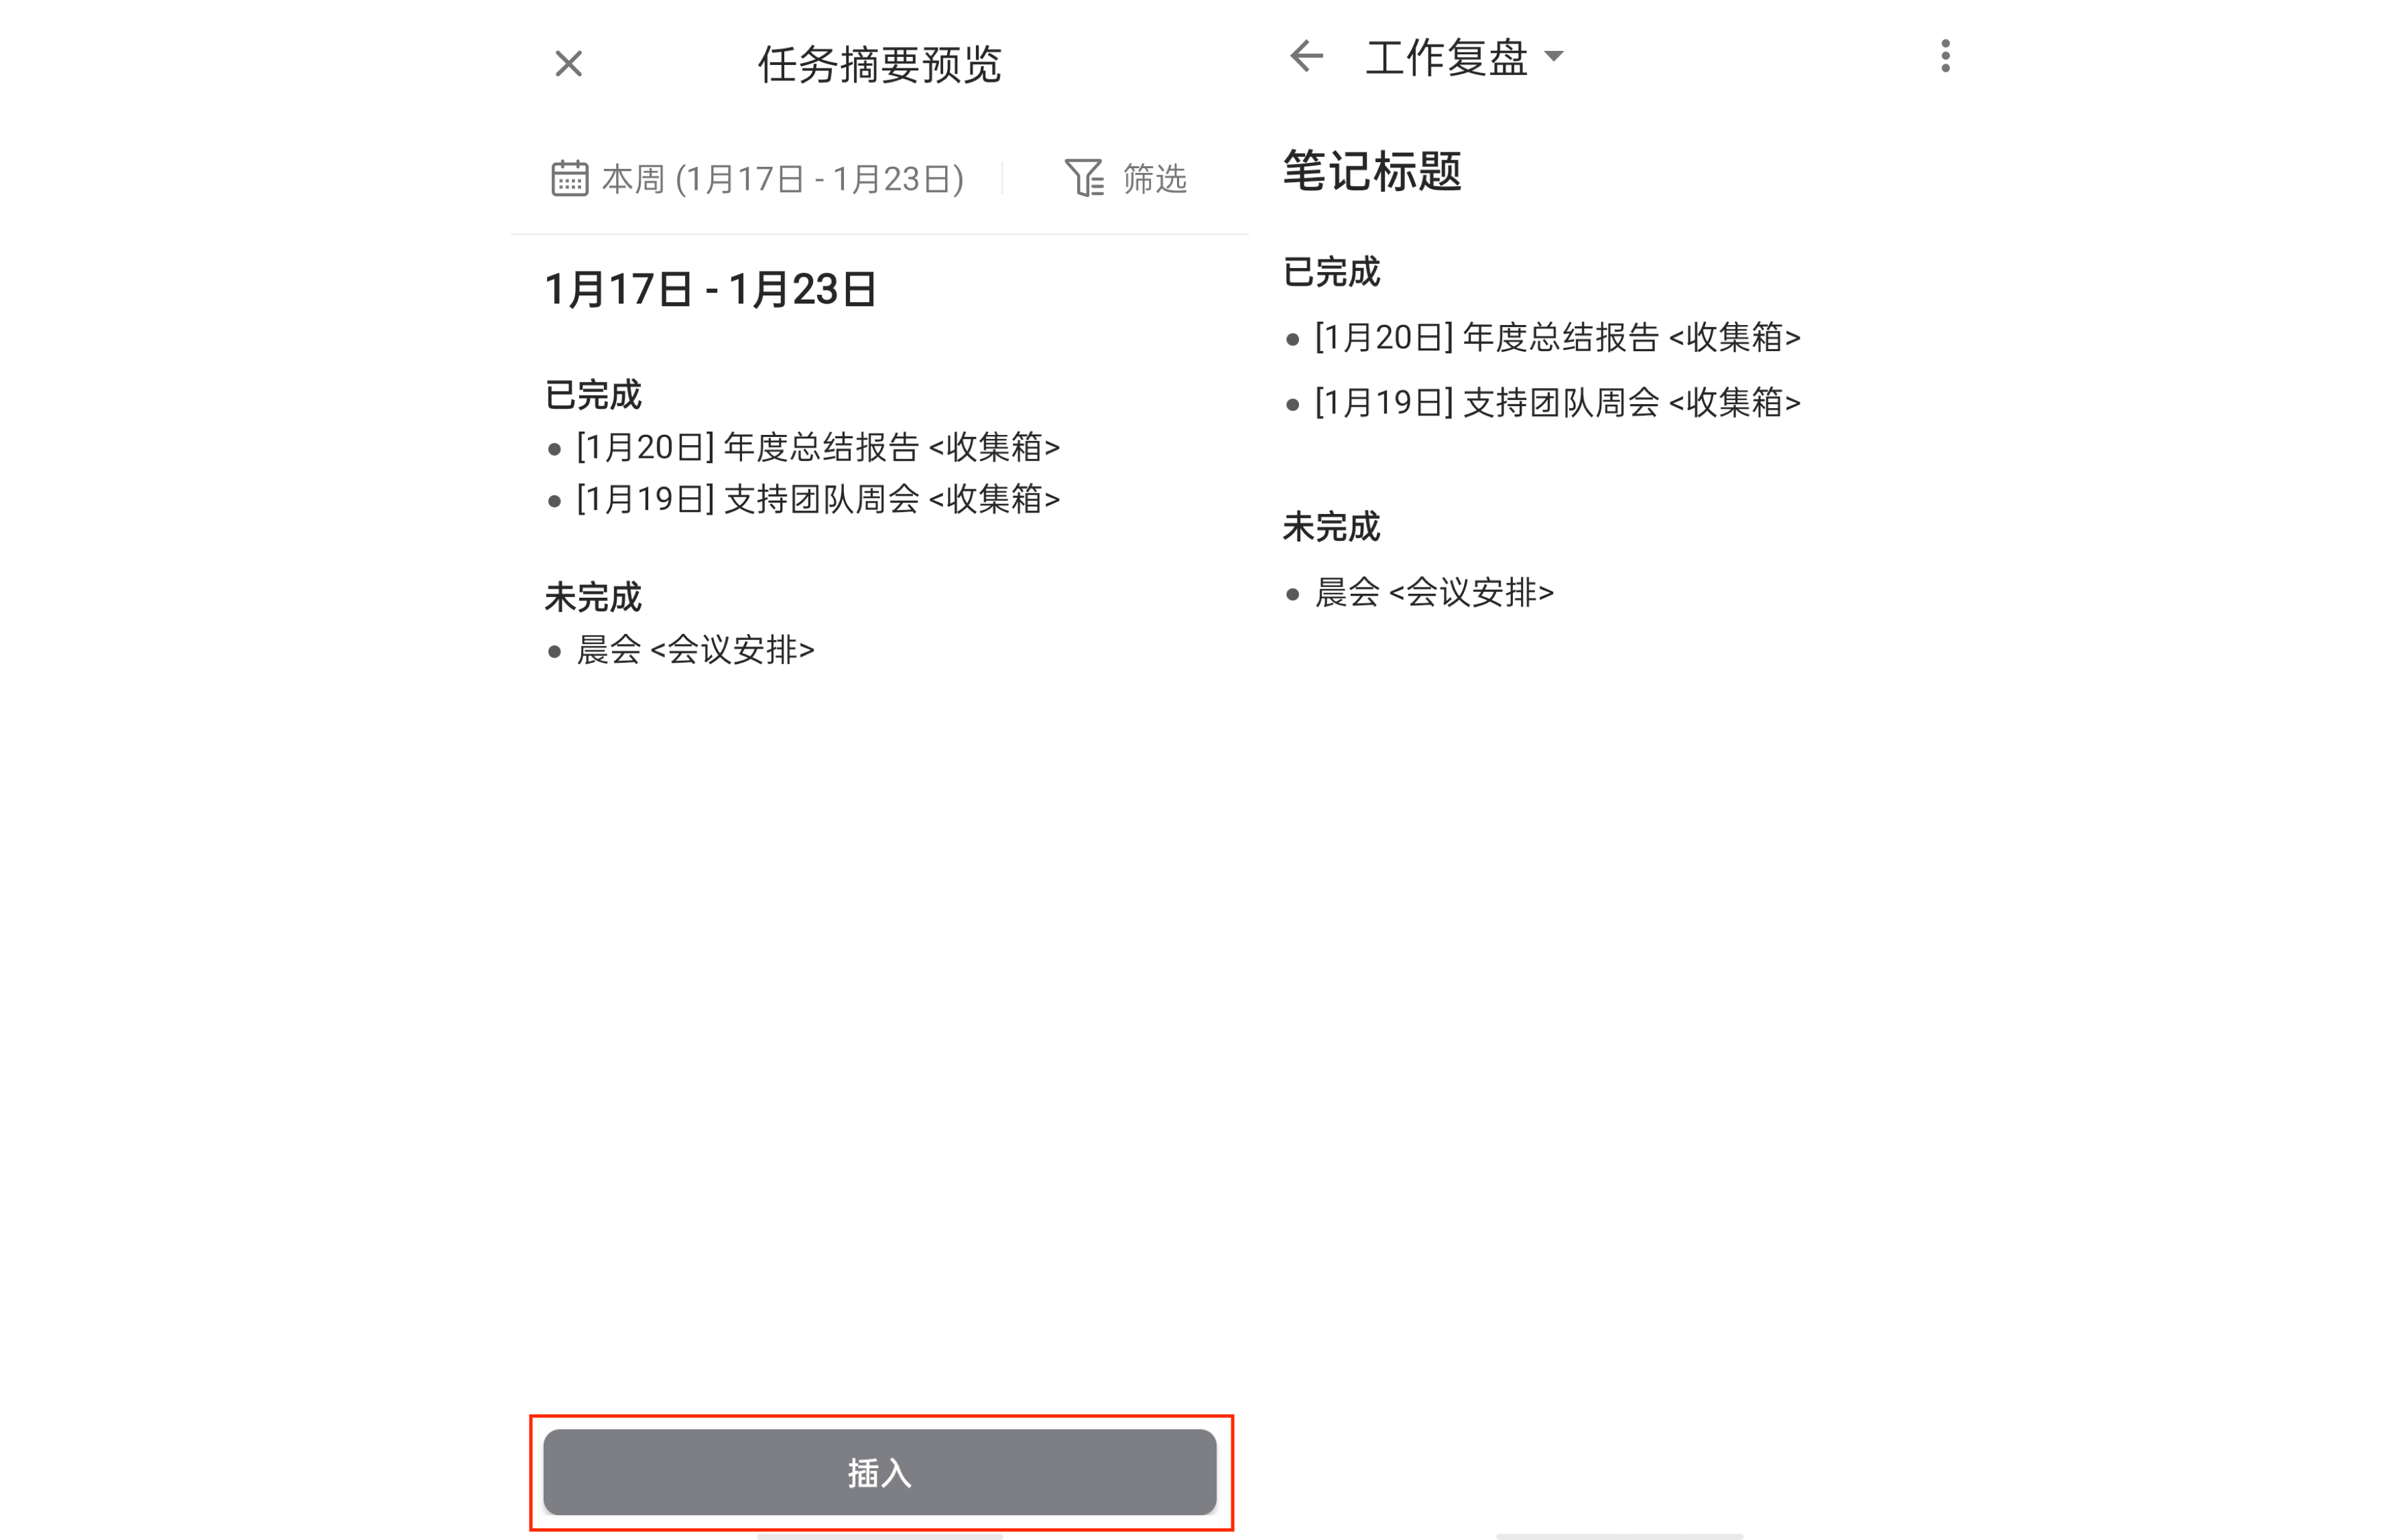 任务摘要预览
本周 (1月17日 - 1月23日)
筛选
1月17日 - 1月23日
已完成
[1月20日] 年度总结报告 <收集箱>
[1月19日] 支持团队周会 <收集箱>
未完成
晨会 <会议安排>
插入
工作复盘
笔记标题
已完成
[1月20日] 年度总结报告 <收集箱>
[1月19日] 支持团队周会 <收集箱>
未完成
晨会 <会议安排>